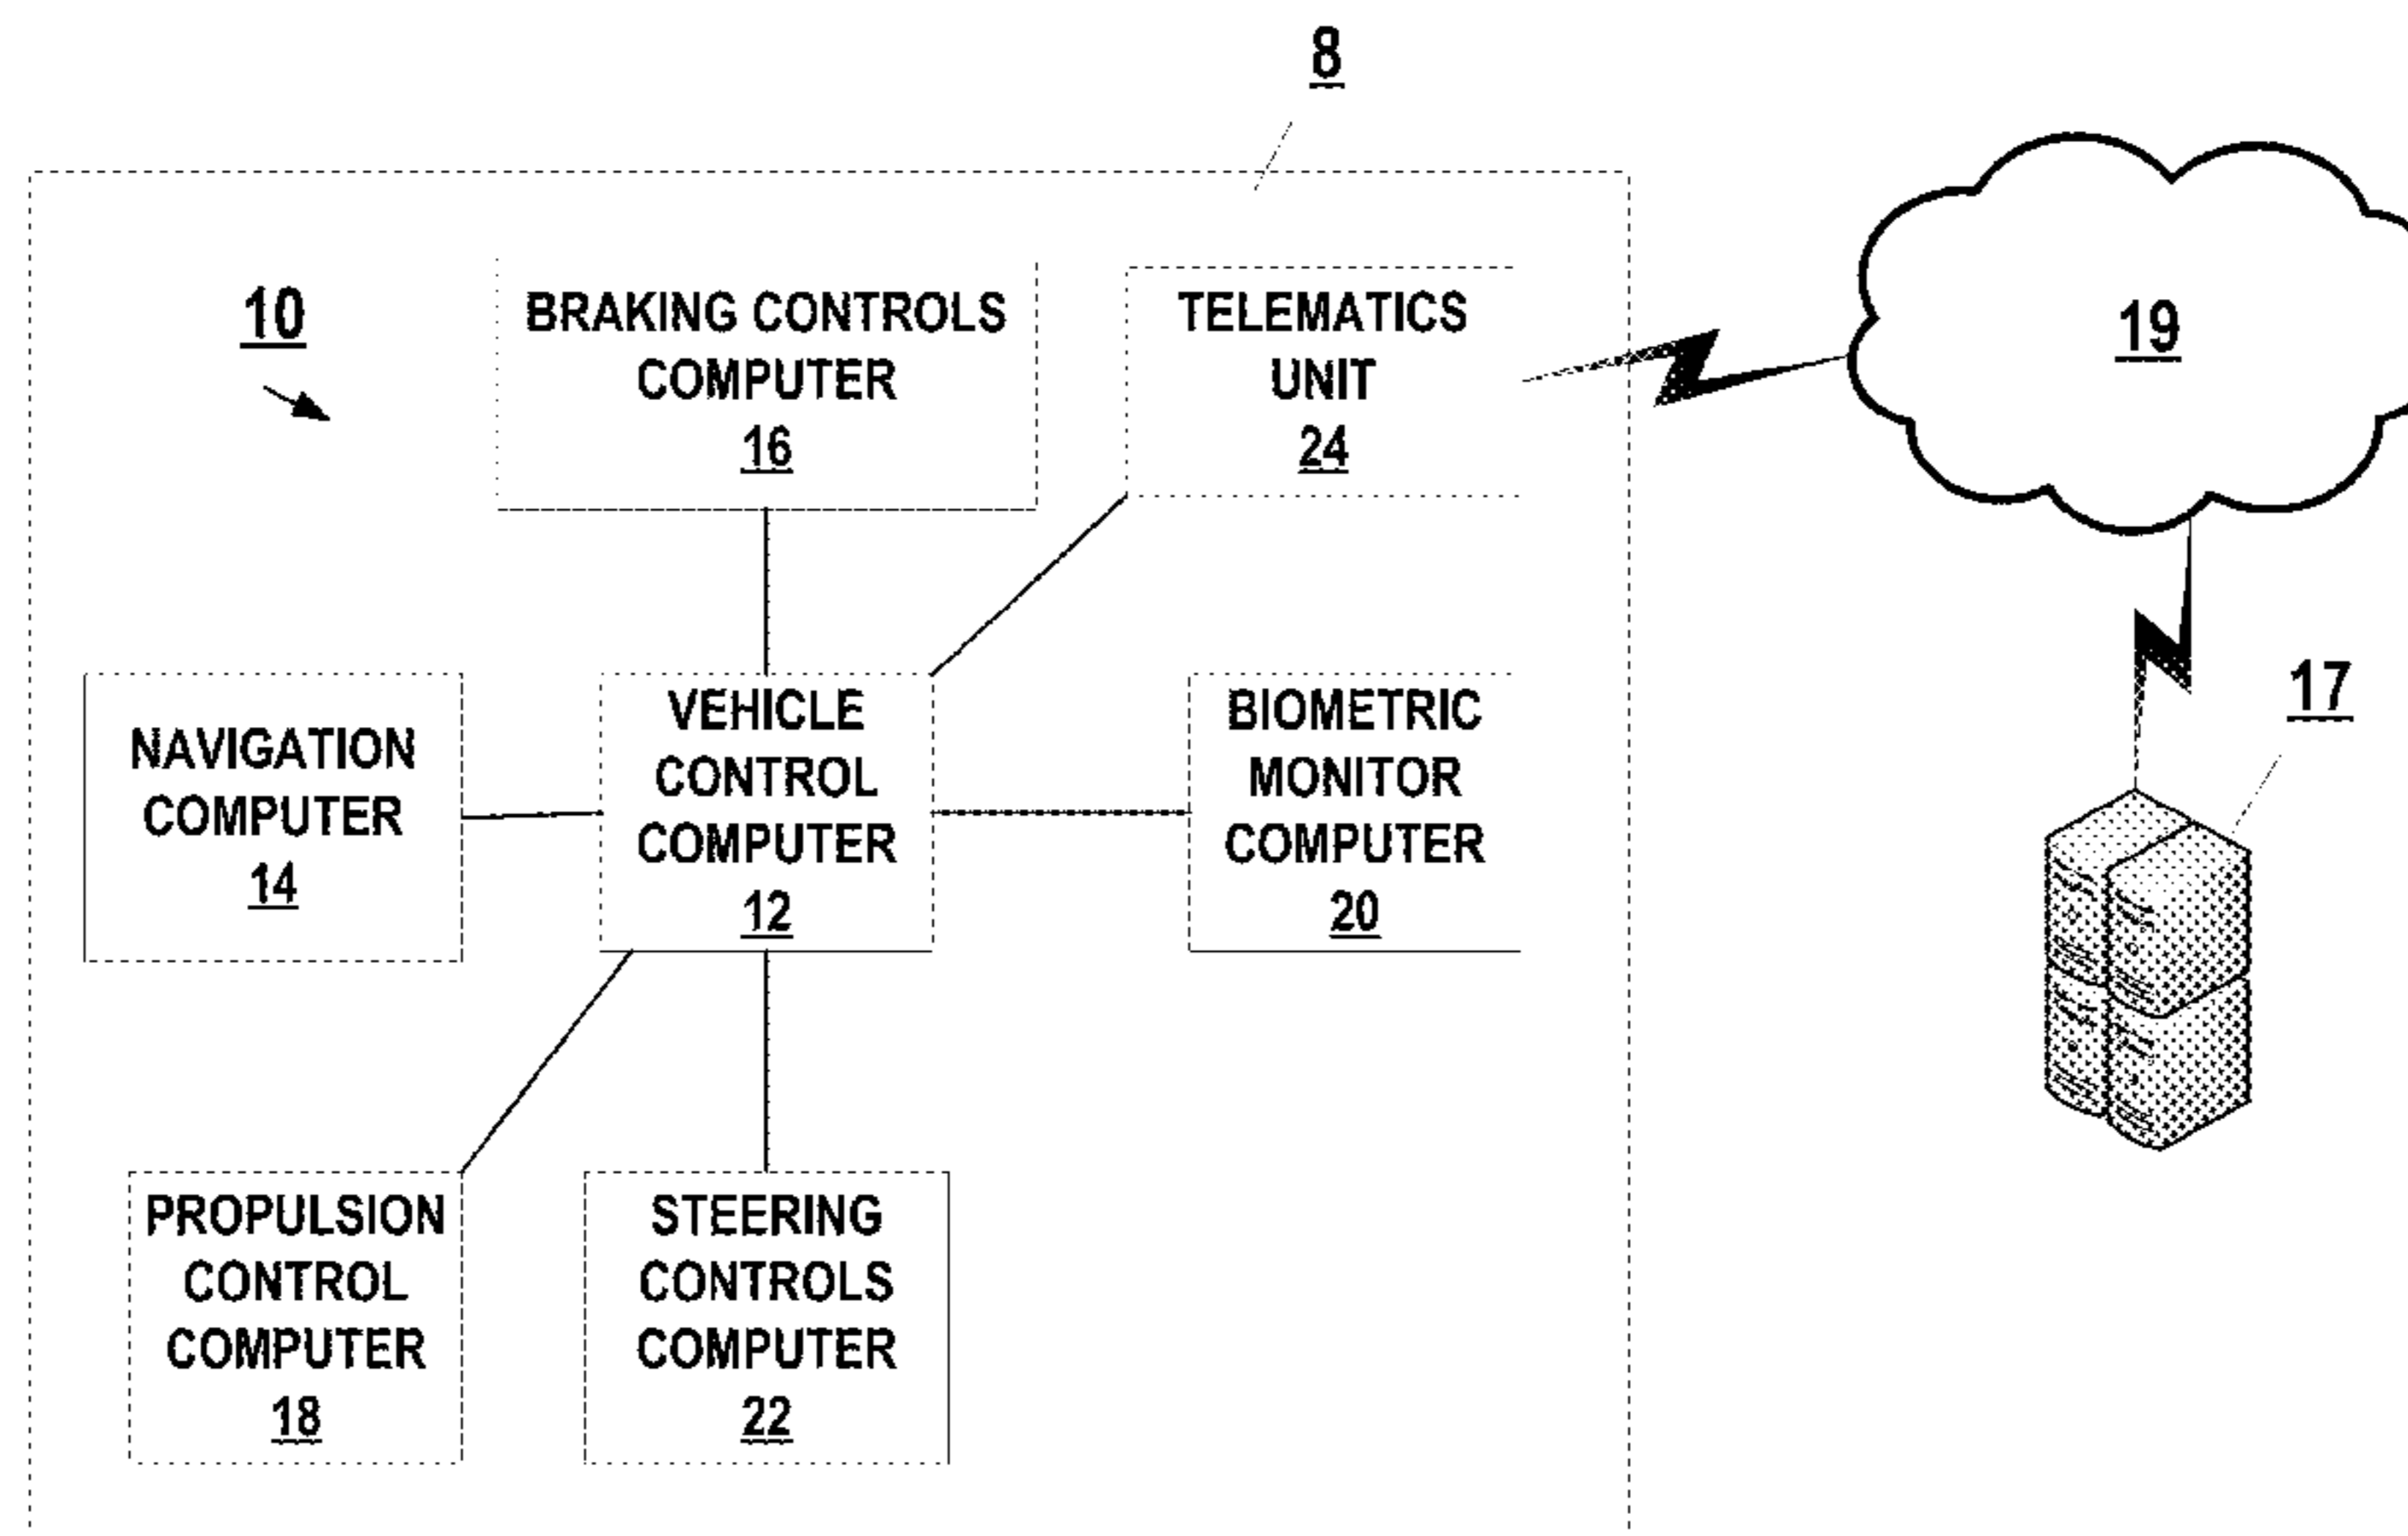 8
10
BRAKING CONTROLS
COMPUTER
16
TELEMATICS
UNIT
24
19
NAVIGATION
COMPUTER
14
VEHICLE
CONTROL
COMPUTER
12
BIOMETRIC
MONITOR
COMPUTER
20
17
PROPULSION
CONTROL
COMPUTER
18
STEERING
CONTROLS
COMPUTER
22